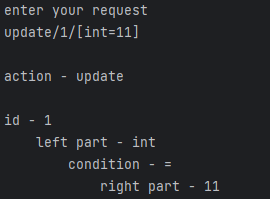 enter your request
update/1/[int=11]
action - update
id - 1
left part - int
condition - =
right part - 11